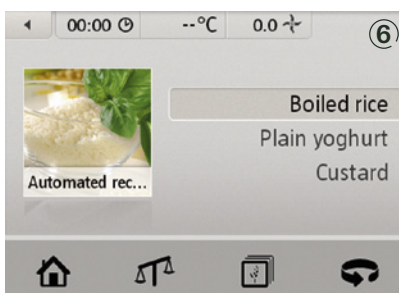 00:00 --°C 0.0 6
Boiled rice
Plain yoghurt
Custard
Automated rec...